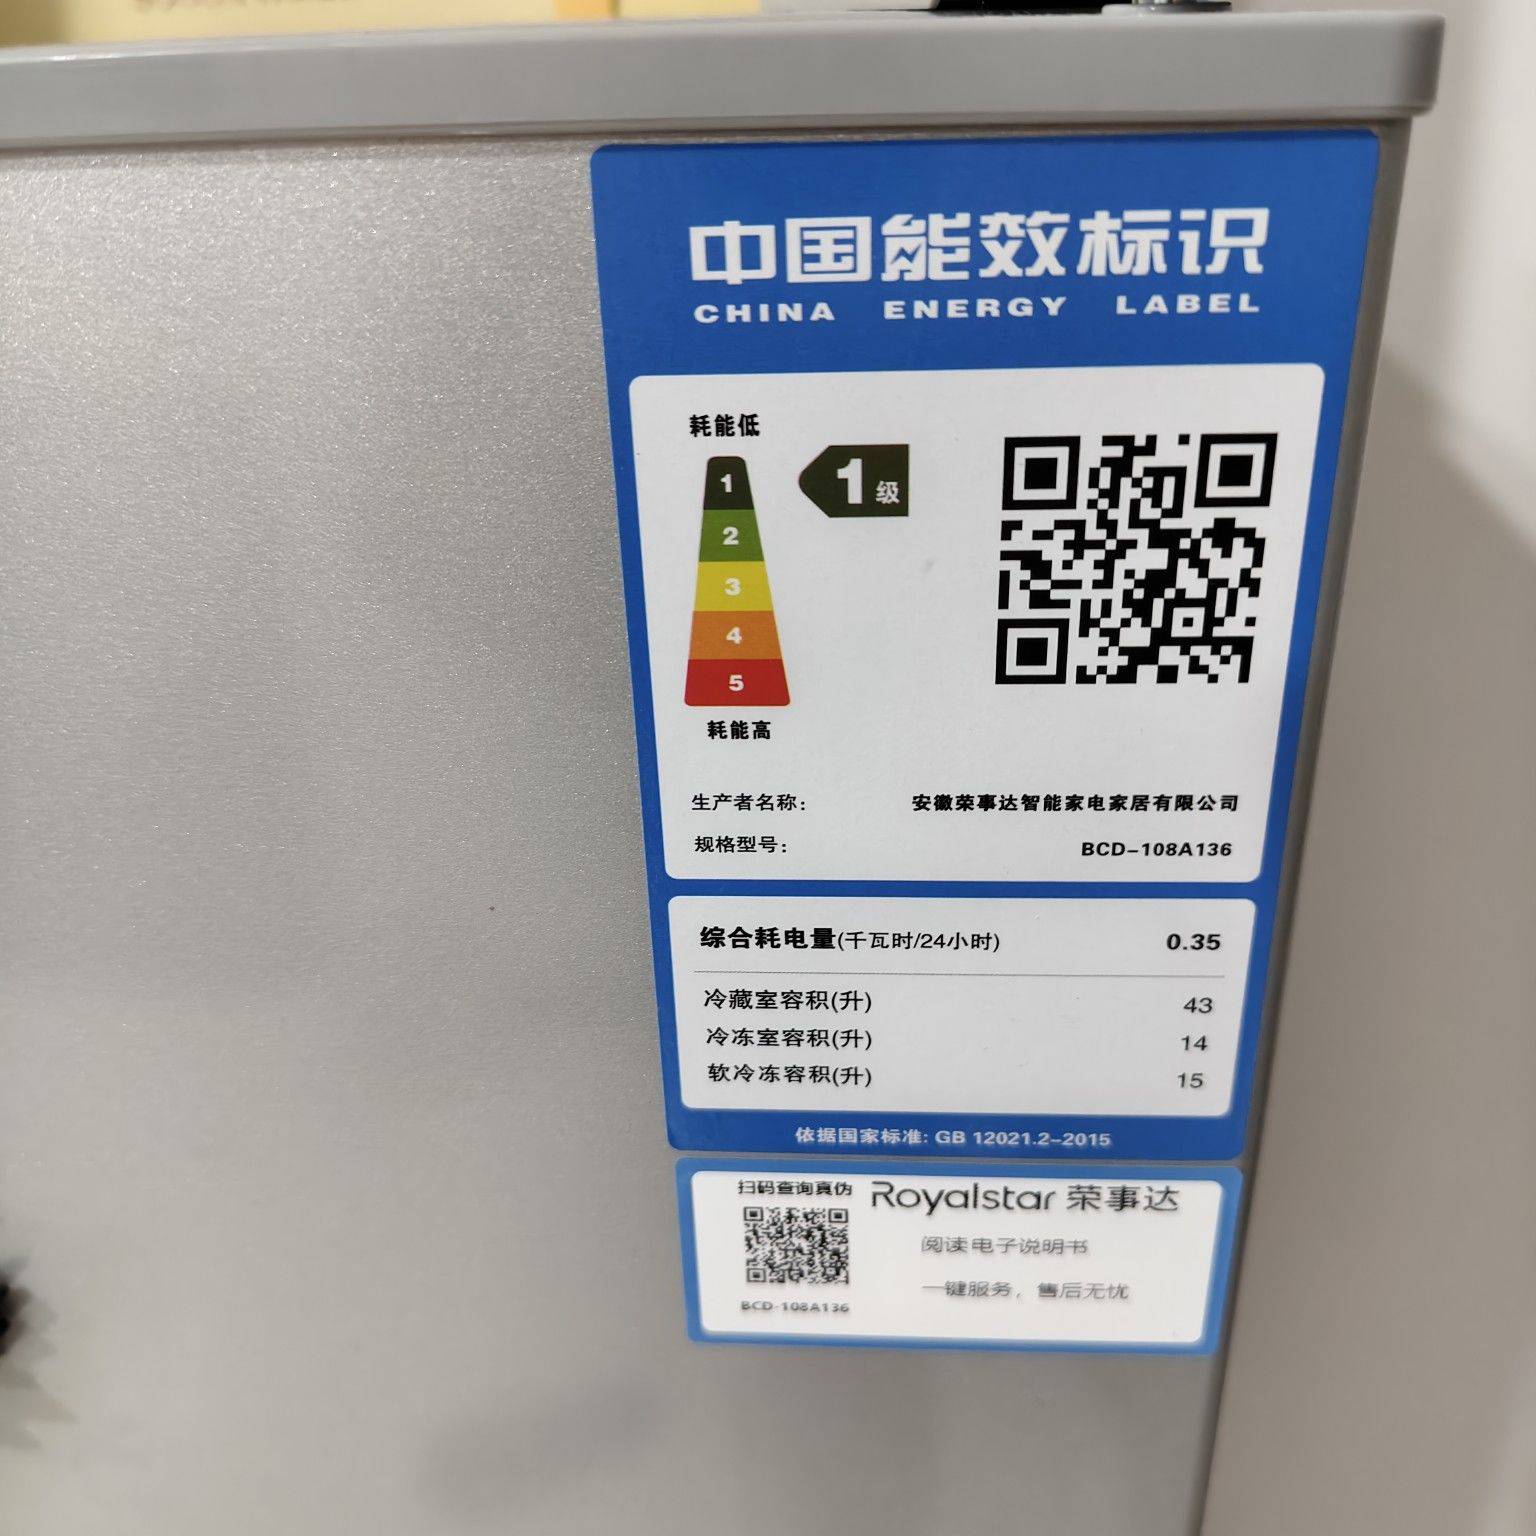 中国能效标识
CHINA ENERGY LABEL
耗能低
1
2
3
4
5
1级
耗能高
生产者名称: 安徽荣事达智能家电家居有限公司
规格型号: BCD-108A136
综合耗电量(千瓦时/24小时) 0.35
冷藏室容积(升) 43
冷冻室容积(升) 14
软冷冻容积(升) 15
依据国家标准: GB 12021.2-2015
扫码查询真伪
Royalstar 荣事达
阅读电子说明书
一键服务，售后无忧
BCD-108A136